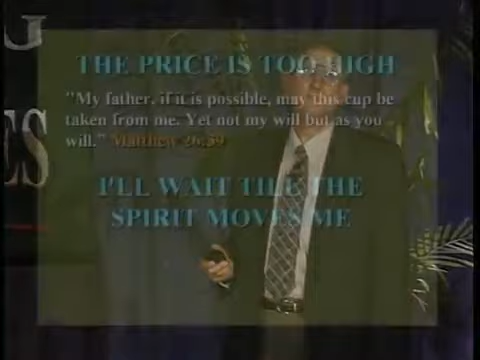 G
THE PRICE IS TOO HIGH
"My father, if it is possible, may this cup be
taken from me. Yet not my will but as you
will." Matthew 26:39
ES
I'LL WAIT TILL THE
SPIRIT MOVES ME